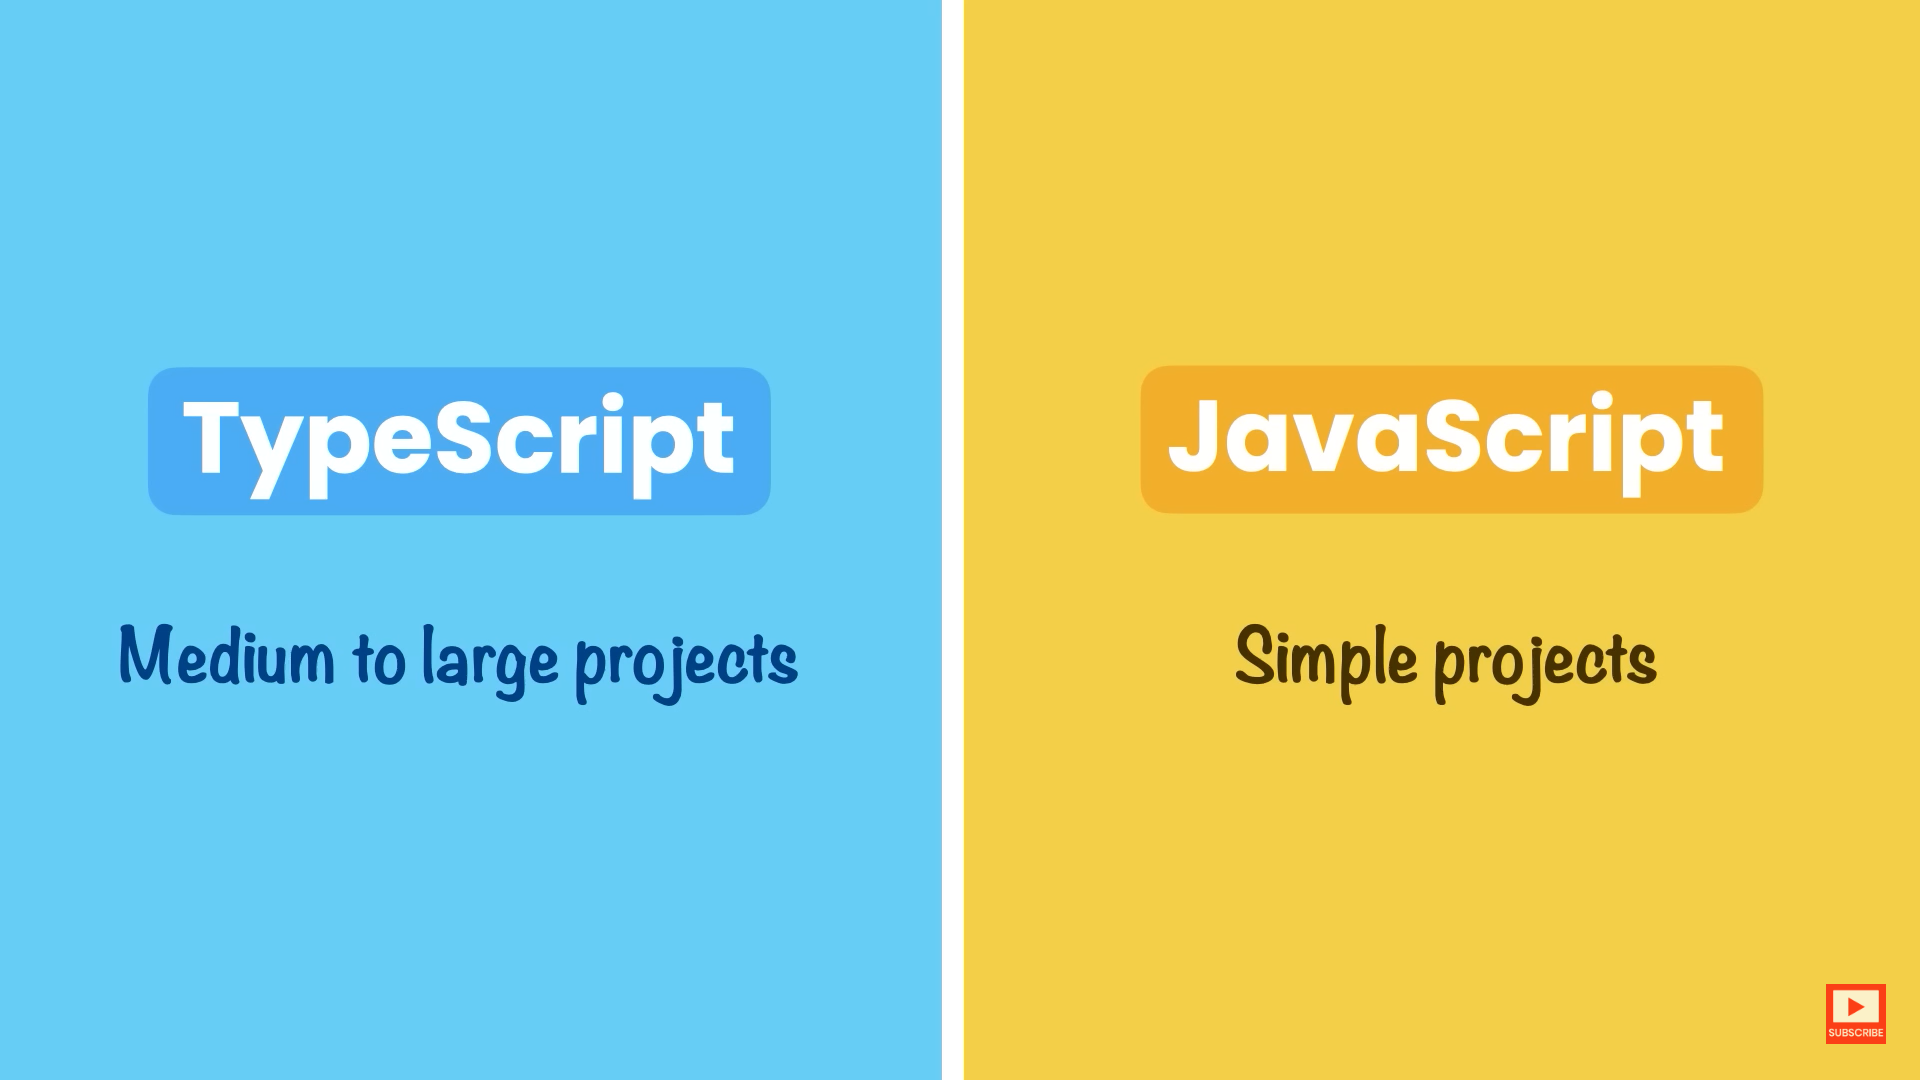 TypeScript
Medium to large projects
JavaScript
Simple projects
SUBSCRIBE